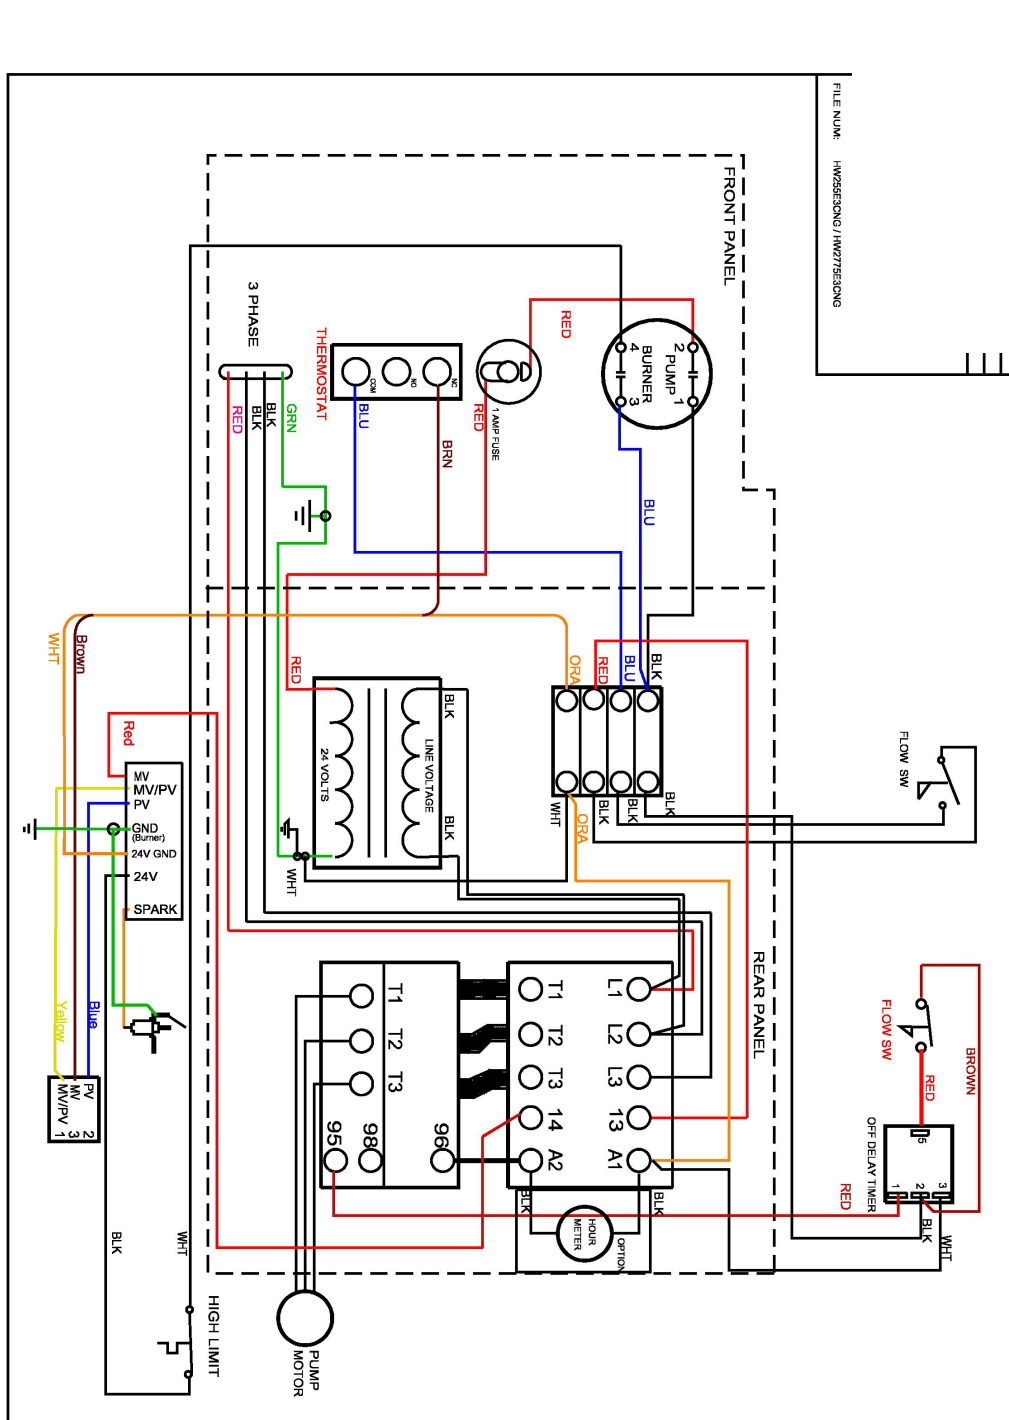 FILE NUM: HW255E3CNG / HW2775E3CNG
FRONT PANEL
3 PHASE
THERMOSTAT
COM
NO
NC
1 AMP FUSE
RED
2
PUMP
1
4
BURNER
3
GRN
BLK
BLK
RED
BLU
BRN
RED
BLU
WHT
Brown
RED
ORA
RED
BLU
BLK
BLK
24 VOLTS
LINE VOLTAGE
BLK
WHT
WHT
ORA
BLK
BLK
BLK
FLOW SW
Red
MV
MV/PV
PV
GND
(Burner)
24V GND
24V
SPARK
Yellow
Blue
PV 2
MV 3
MV/PV 1
REAR PANEL
T1
T2
T3
95
98
96
T1
T2
T3
14
A2
L1
L2
L3
13
A1
BLK
BLK
HOUR
METER
OPTION
FLOW SW
RED
BROWN
OFF DELAY TIMER
5
1
2
3
RED
BLK
WHT
BLK
WHT
HIGH LIMIT
PUMP
MOTOR